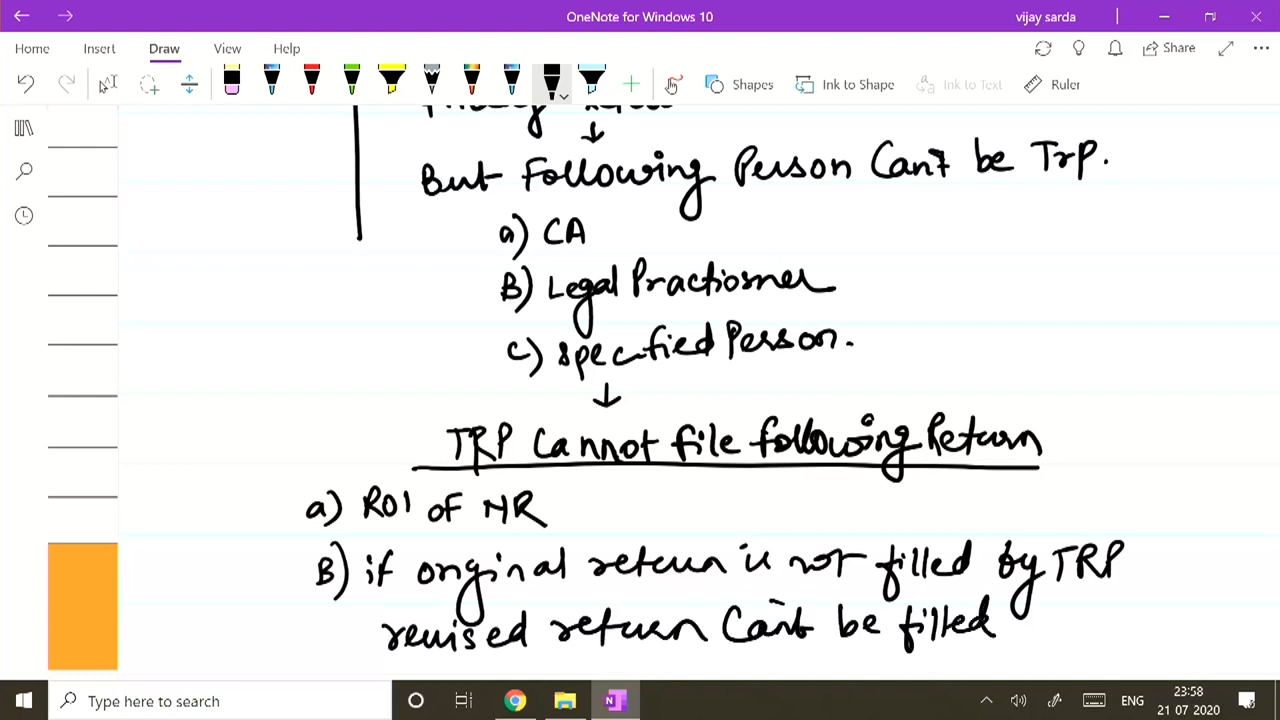 OneNote for Windows 10
vijay sarda
Home Insert Draw View Help
Share
Shapes Ink to Shape Ink to Text Ruler
But Following Person Can't be Trp.
a) CA
B) Legal Practiosner
c) Specified Person.
TRP Cannot file following Return
a) ROI of NR
B) if original return is not filled by TRP
revised return Can't be filled
Type here to search
N
ENG
23:58
21 07 2020
3